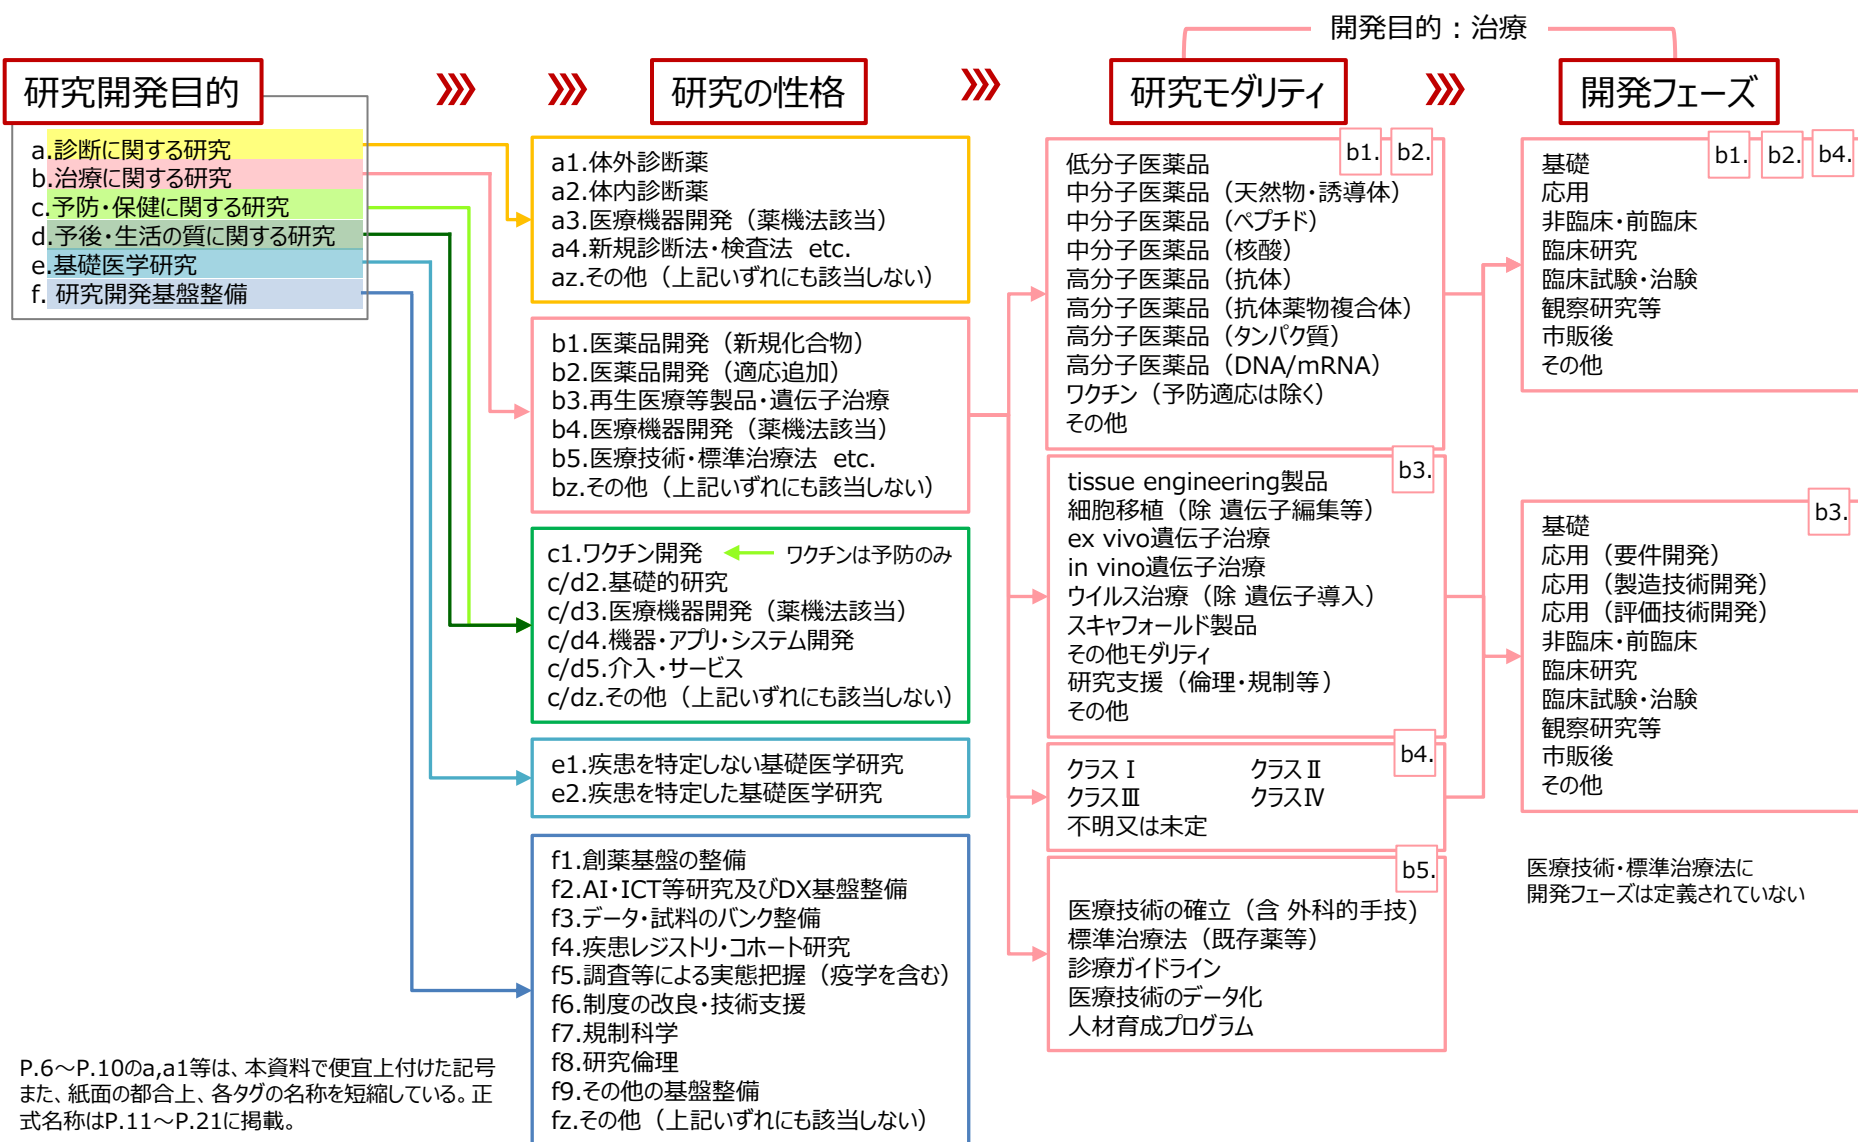 開発目的：治療
研究開発目的
a.診断に関する研究
b.治療に関する研究
c.予防・保健に関する研究
d.予後・生活の質に関する研究
e.基礎医学研究
f. 研究開発基盤整備
研究の性格
a1.体外診断薬
a2.体内診断薬
a3.医療機器開発（薬機法該当）
a4.新規診断法・検査法 etc.
az.その他（上記いずれにも該当しない）
b1.医薬品開発（新規化合物）
b2.医薬品開発（適応追加）
b3.再生医療等製品・遺伝子治療
b4.医療機器開発（薬機法該当）
b5.医療技術・標準治療法 etc.
bz.その他（上記いずれにも該当しない）
c1.ワクチン開発
ワクチンは予防のみ
c/d2.基礎的研究
c/d3.医療機器開発（薬機法該当）
c/d4.機器・アプリ・システム開発
c/d5.介入・サービス
c/dz.その他（上記いずれにも該当しない）
e1.疾患を特定しない基礎医学研究
e2.疾患を特定した基礎医学研究
f1.創薬基盤の整備
f2.AI・ICT等研究及びDX基盤整備
f3.データ・試料のバンク整備
f4.疾患レジストリ・コホート研究
f5.調査等による実態把握（疫学を含む）
f6.制度の改良・技術支援
f7.規制科学
f8.研究倫理
f9.その他の基盤整備
fz.その他（上記いずれにも該当しない）
研究モダリティ
b1. b2.
低分子医薬品
中分子医薬品（天然物・誘導体）
中分子医薬品（ペプチド）
中分子医薬品（核酸）
高分子医薬品（抗体）
高分子医薬品（抗体薬物複合体）
高分子医薬品（タンパク質）
高分子医薬品（DNA/mRNA）
ワクチン（予防適応は除く）
その他
b3.
tissue engineering製品
細胞移植（除 遺伝子編集等）
ex vivo遺伝子治療
in vino遺伝子治療
ウイルス治療（除 遺伝子導入）
スキャフォールド製品
その他モダリティ
研究支援（倫理・規制等）
その他
b4.
クラスⅠ クラスⅡ
クラスⅢ クラスⅣ
不明又は未定
b5.
医療技術の確立（含 外科的手技)
標準治療法（既存薬等）
診療ガイドライン
医療技術のデータ化
人材育成プログラム
開発フェーズ
b1. b2. b4.
基礎
応用
非臨床・前臨床
臨床研究
臨床試験・治験
観察研究等
市販後
その他
b3.
基礎
応用（要件開発）
応用（製造技術開発）
応用（評価技術開発）
非臨床・前臨床
臨床研究
臨床試験・治験
観察研究等
市販後
その他
医療技術・標準治療法に
開発フェーズは定義されていない
P.6～P.10のa,a1等は、本資料で便宜上付けた記号
また、紙面の都合上、各タグの名称を短縮している。正
式名称はP.11～P.21に掲載。